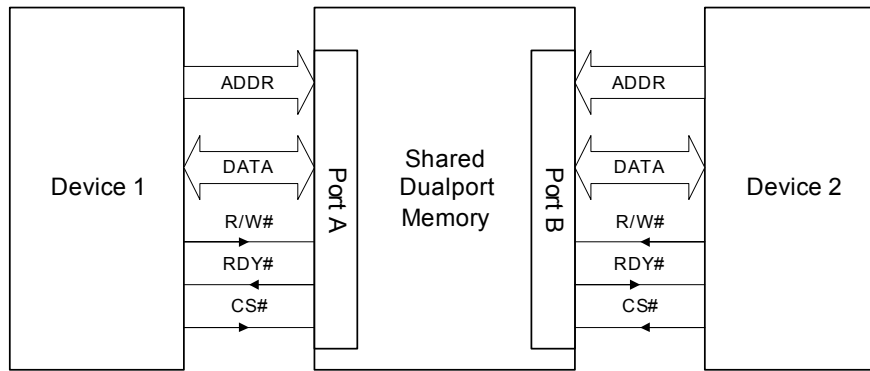 Device 1
ADDR
DATA
R/W#
RDY#
CS#
Port A
Shared
Dualport
Memory
Port B
ADDR
DATA
R/W#
RDY#
CS#
Device 2